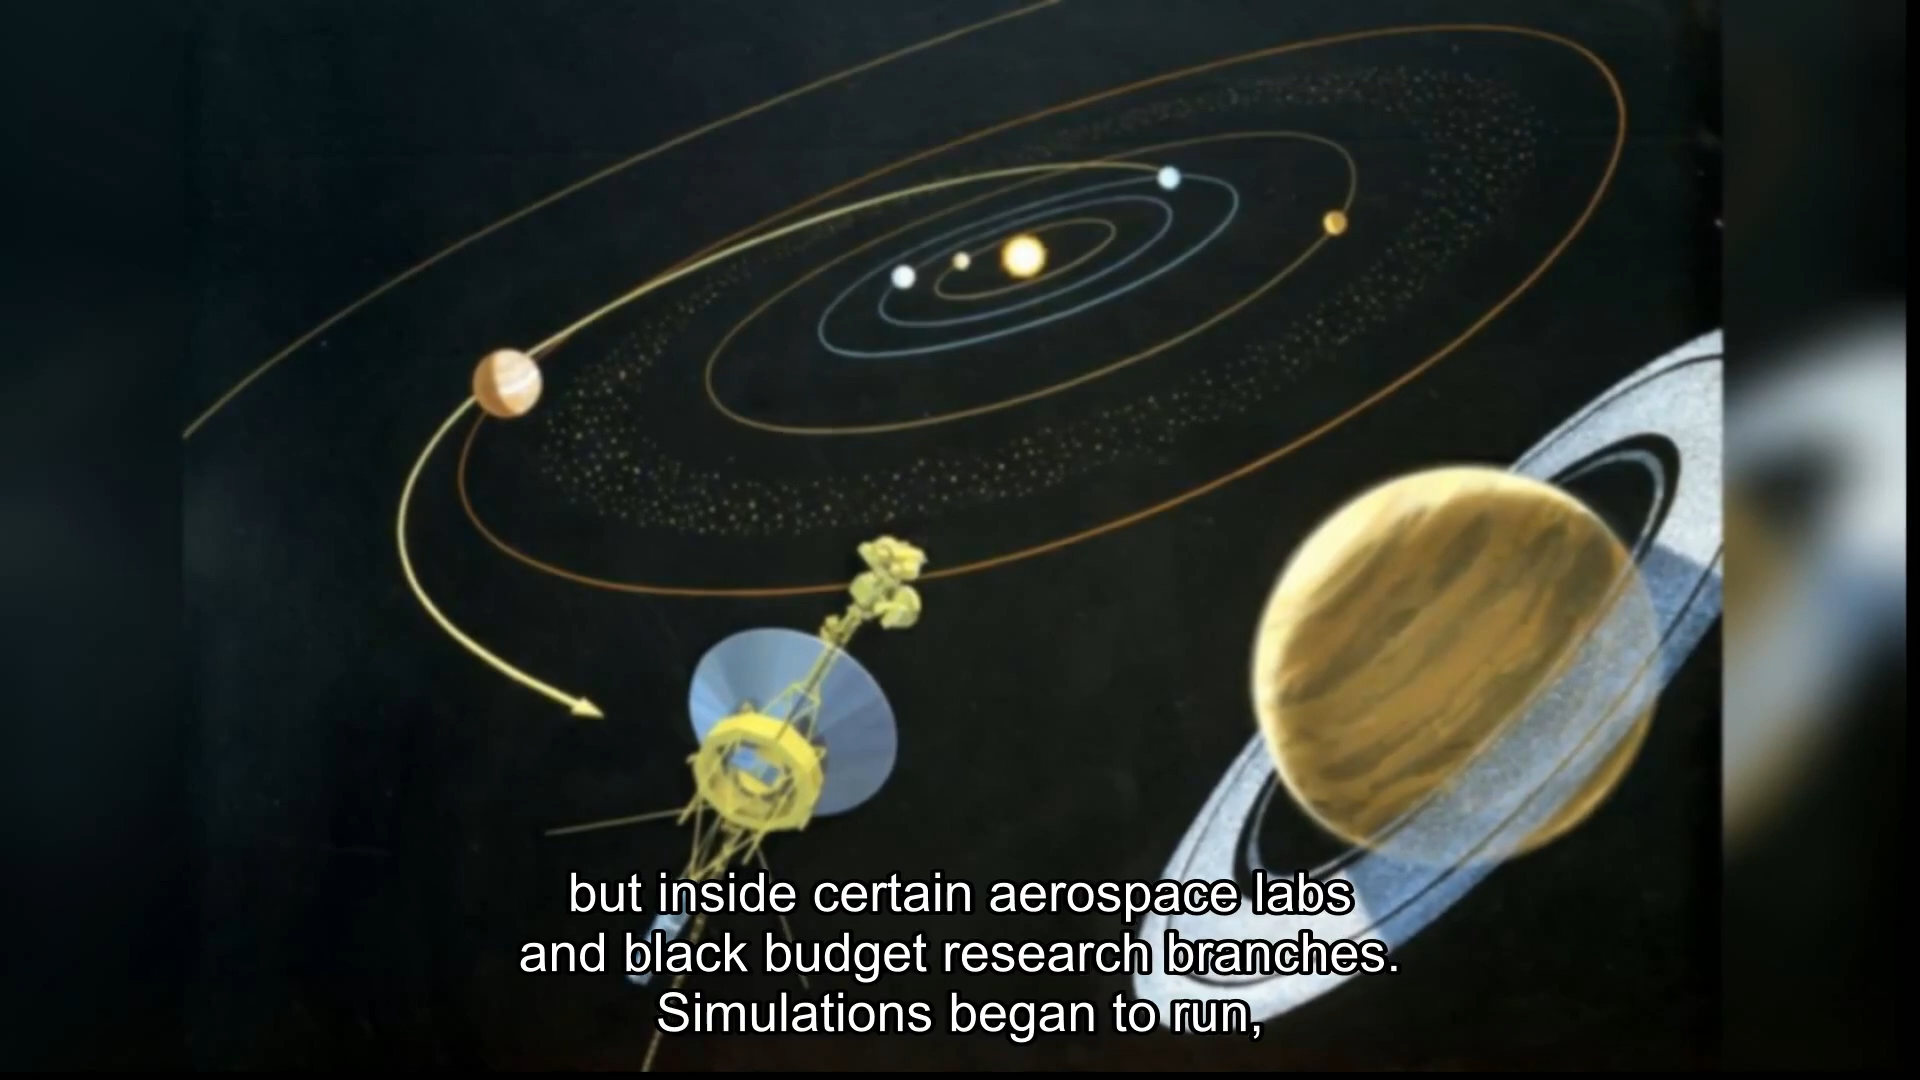 but inside certain aerospace labs
and black budget research branches.
Simulations began to run,